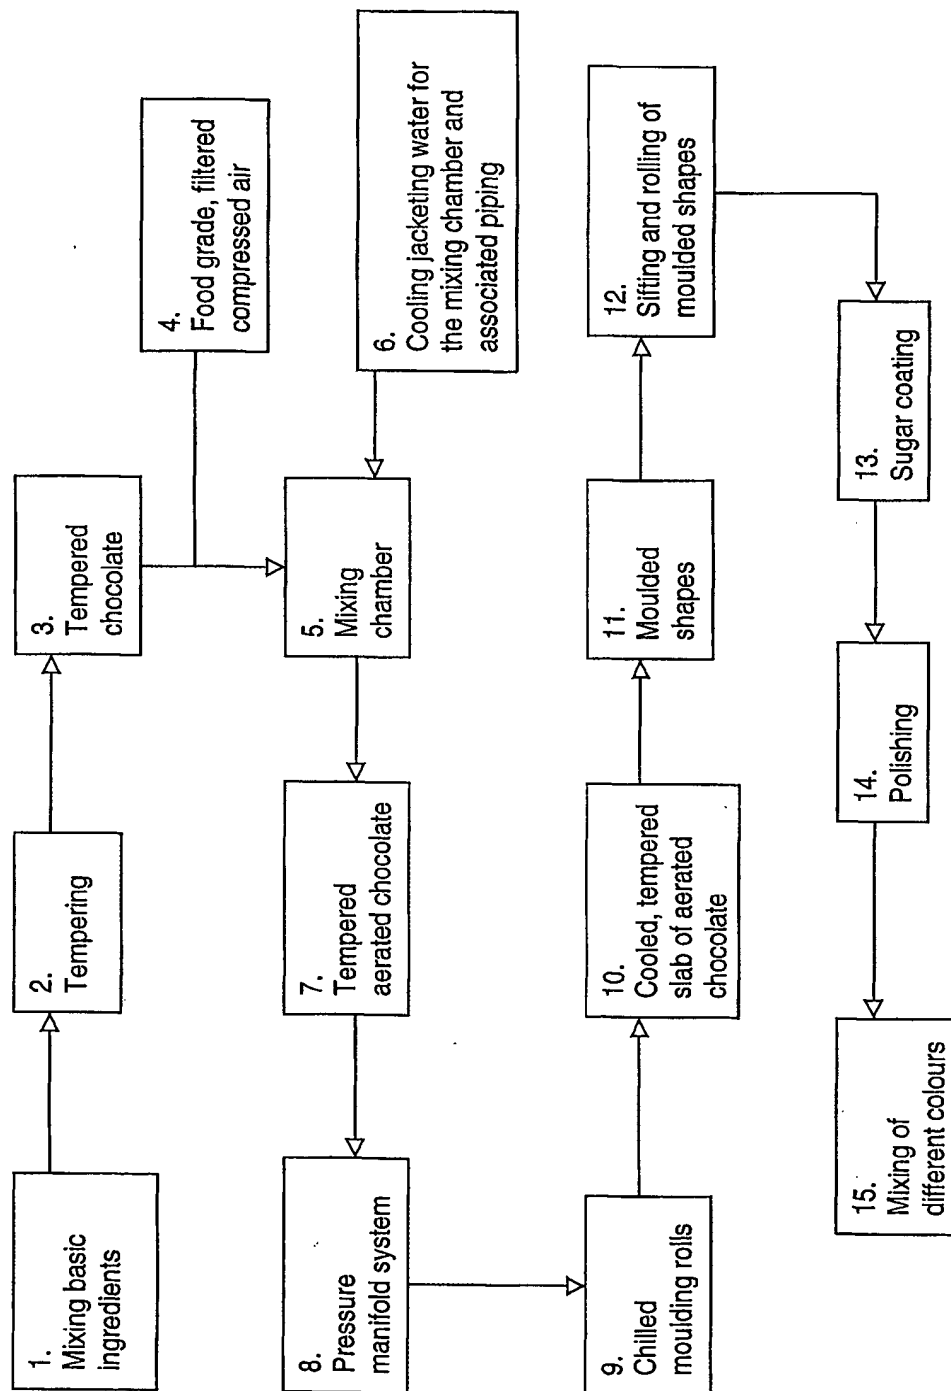 1.
Mixing basic
ingredients
2.
Tempering
3.
Tempered
chocolate
4.
Food grade, filtered
compressed air
5.
Mixing
chamber
6.
Cooling jacketing water for
the mixing chamber and
associated piping
7.
Tempered
aerated chocolate
8.
Pressure
manifold system
9.
Chilled
moulding rolls
10.
Cooled, tempered
slab of aerated
chocolate
11.
Moulded
shapes
12.
Sifting and rolling of
moulded shapes
13.
Sugar coating
14.
Polishing
15.
Mixing of
different colours